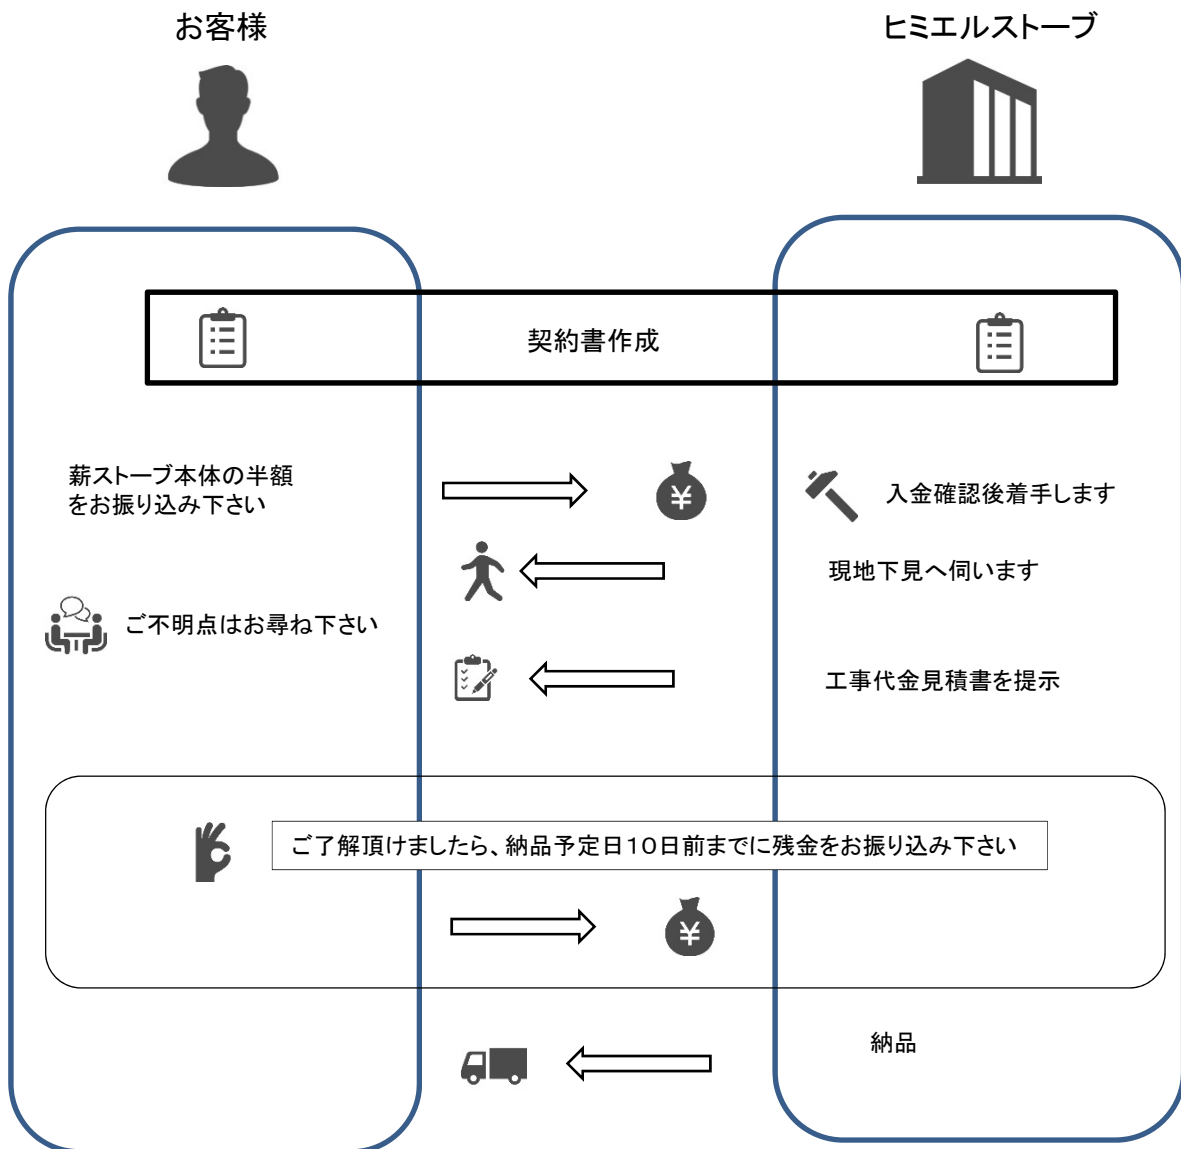 お客様
ヒミエルストーブ
契約書作成
薪ストーブ本体の半額
をお振り込み下さい
¥
入金確認後着手します
現地下見へ伺います
ご不明点はお尋ね下さい
工事代金見積書を提示
ご了解頂けましたら、納品予定日１０日前までに残金をお振り込み下さい
¥
納品